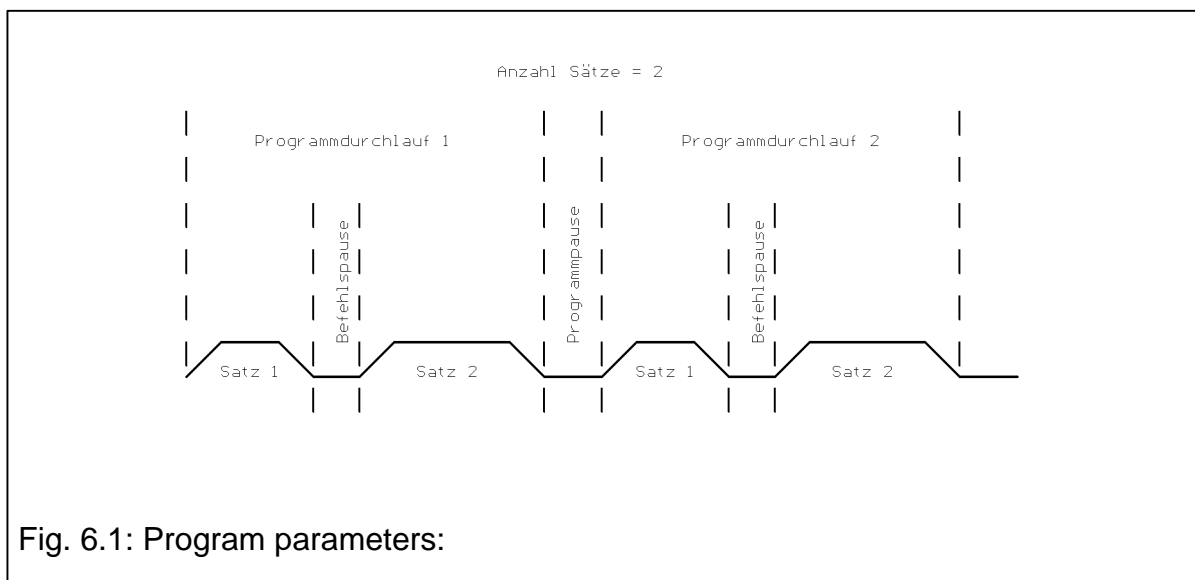 Anzahl Sätze = 2
Programmdurchlauf 1
Programmdurchlauf 2
Befehlspause
Programmpause
Befehlspause
Satz 1
Satz 2
Satz 1
Satz 2
Fig. 6.1: Program parameters: